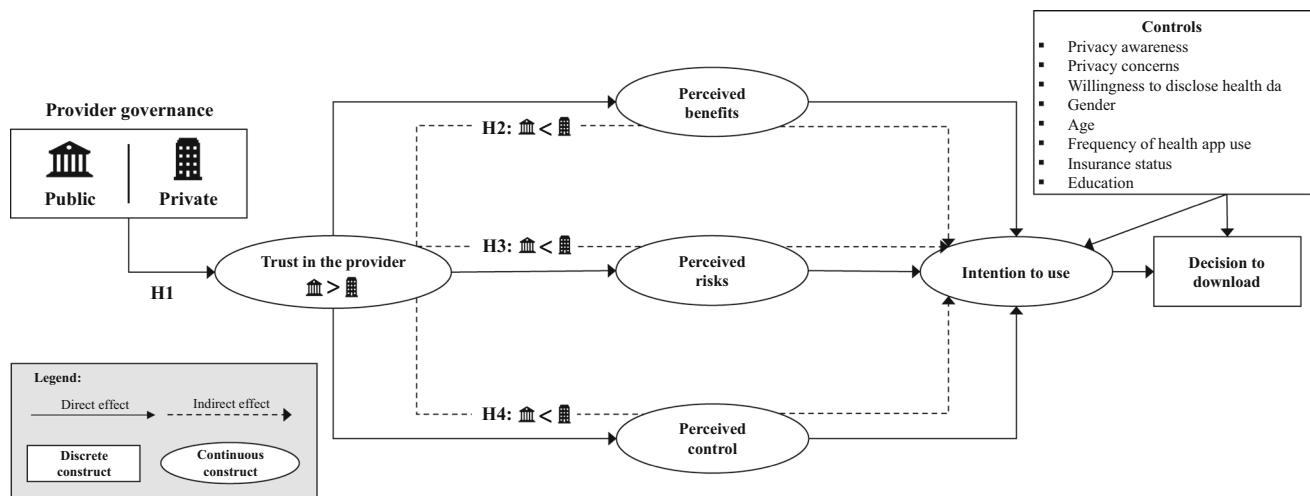 Provider governance
Public
Private
H1
Trust in the provider
>
H2: <
H3: <
H4: <
Perceived
benefits
Perceived
risks
Perceived
control
Intention to use
Decision to
download
Controls
▪ Privacy awareness
▪ Privacy concerns
▪ Willingness to disclose health da
▪ Gender
▪ Age
▪ Frequency of health app use
▪ Insurance status
▪ Education
Legend:
Direct effect
Indirect effect
Discrete
construct
Continuous
construct